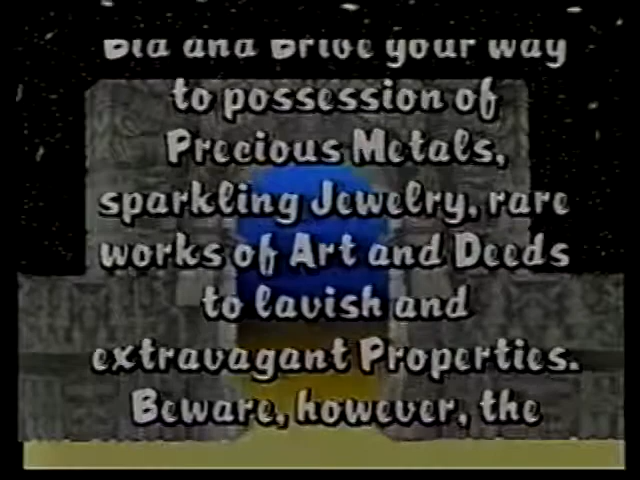 Bid and Drive your way
to possession of
Precious Metals,
sparkling Jewelry, rare
works of Art and Deeds
to lavish and
extravagant Properties.
Beware, however, the